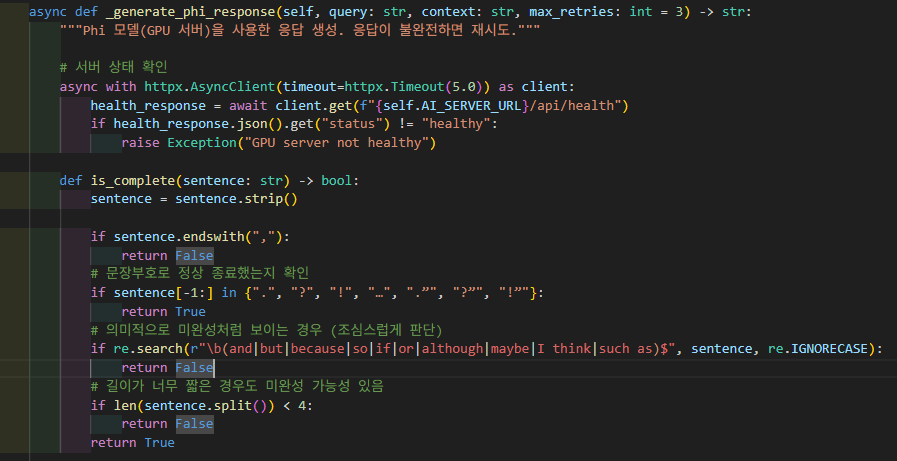 async def _generate_phi_response(self, query: str, context: str, max_retries: int = 3) -> str:
    """Phi 모델(GPU 서버)을 사용한 응답 생성. 응답이 불완전하면 재시도."""

    # 서버 상태 확인
    async with httpx.AsyncClient(timeout=httpx.Timeout(5.0)) as client:
        health_response = await client.get(f"{self.AI_SERVER_URL}/api/health")
        if health_response.json().get("status") != "healthy":
            raise Exception("GPU server not healthy")

    def is_complete(sentence: str) -> bool:
        sentence = sentence.strip()

        if sentence.endswith(","):
            return False
        # 문장부호로 정상 종료했는지 확인
        if sentence[-1:] in {".", "?", "!", "…", ".”", "?”", "!”"}:
            return True
        # 의미적으로 미완성처럼 보이는 경우 (조심스럽게 판단)
        if re.search(r"\b(and|but|because|so|if|or|although|maybe|I think|such as)$", sentence, re.IGNORECASE):
            return False
        # 길이가 너무 짧은 경우도 미완성 가능성 있음
        if len(sentence.split()) < 4:
            return False
        return True